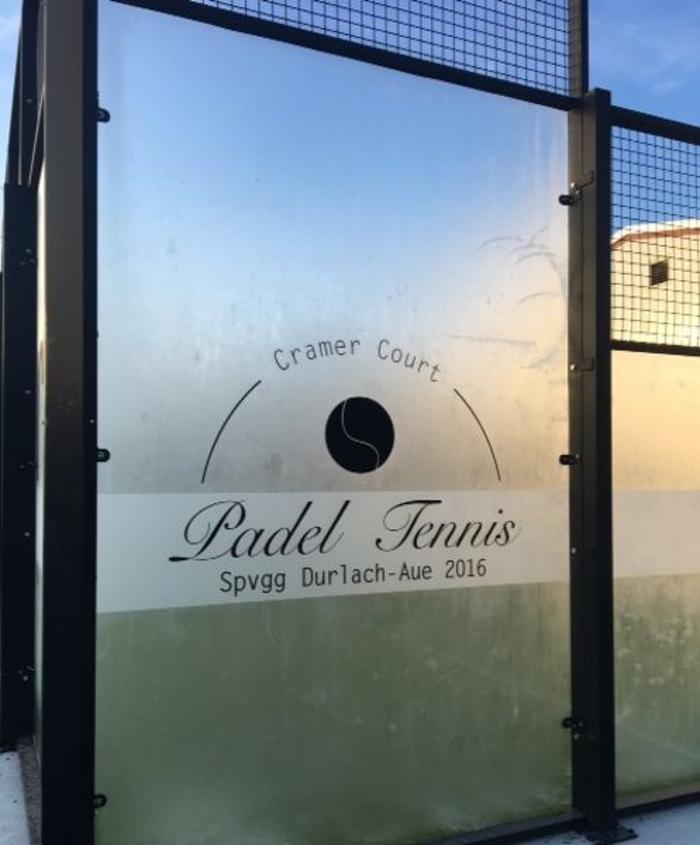 Cramer Court
Padel Tennis
Spvgg Durlach-Aue 2016